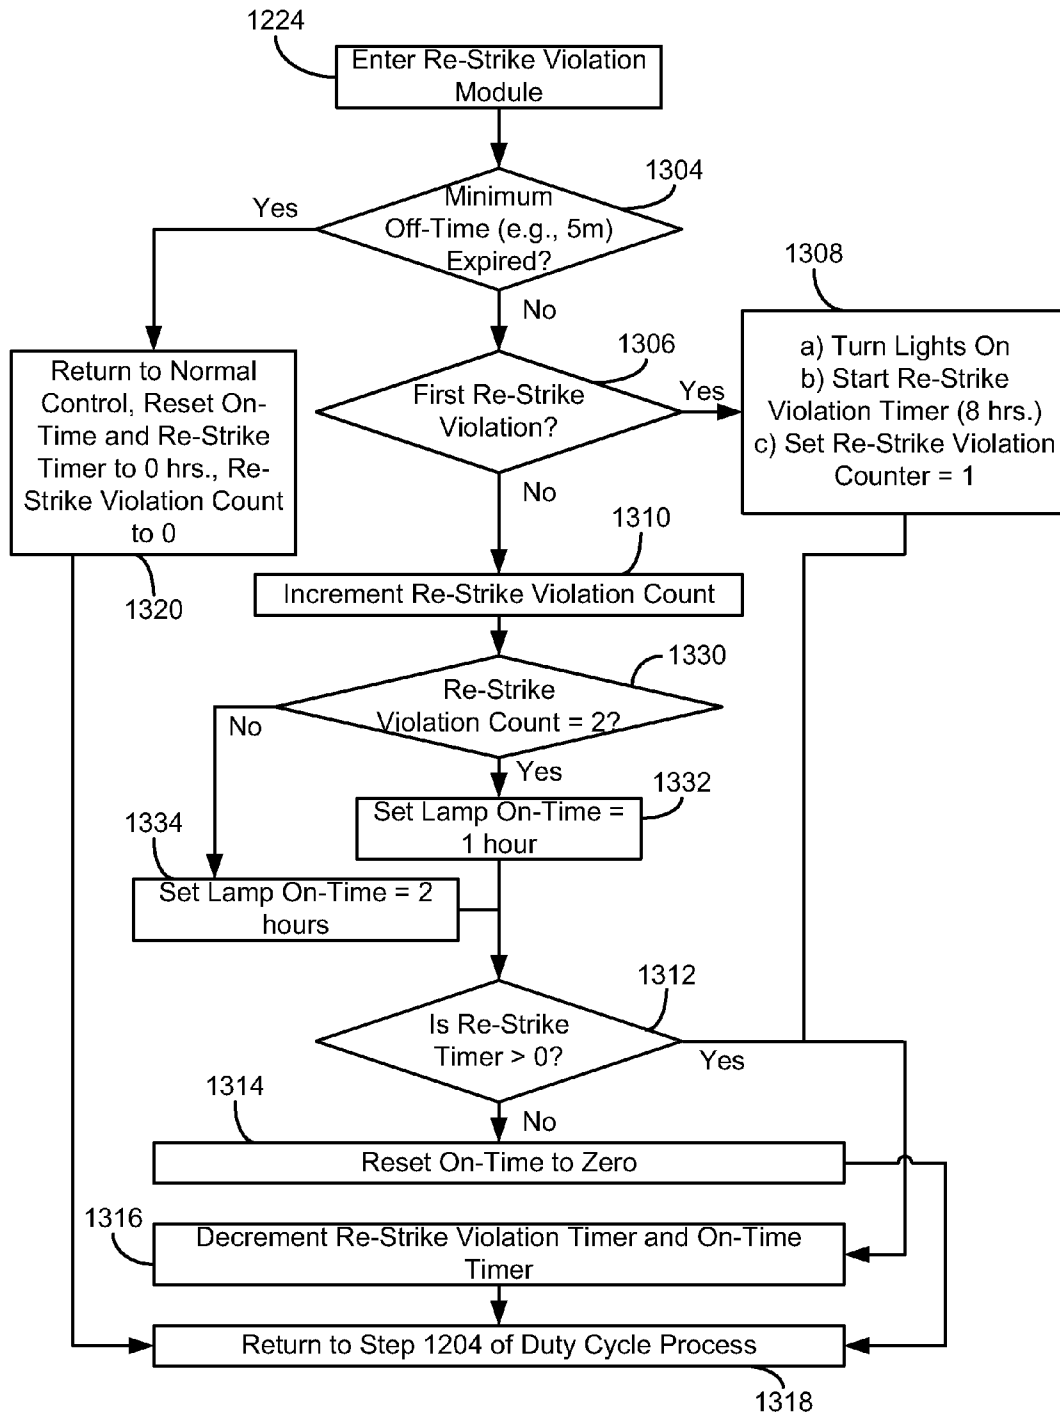 1224
Enter Re-Strike Violation
Module
1304
Minimum
Off-Time (e.g., 5m)
Expired?
Yes
No
1308
a) Turn Lights On
b) Start Re-Strike
Violation Timer (8 hrs.)
c) Set Re-Strike Violation
Counter = 1
1306
First Re-Strike
Violation?
Yes
No
Return to Normal
Control, Reset On-
Time and Re-Strike
Timer to 0 hrs., Re-
Strike Violation Count
to 0
1320
1310
Increment Re-Strike Violation Count
1330
Re-Strike
Violation Count = 2?
No
Yes
1332
Set Lamp On-Time =
1 hour
1334
Set Lamp On-Time = 2
hours
1312
Is Re-Strike
Timer > 0?
Yes
No
1314
Reset On-Time to Zero
1316
Decrement Re-Strike Violation Timer and On-Time
Timer
Return to Step 1204 of Duty Cycle Process
1318